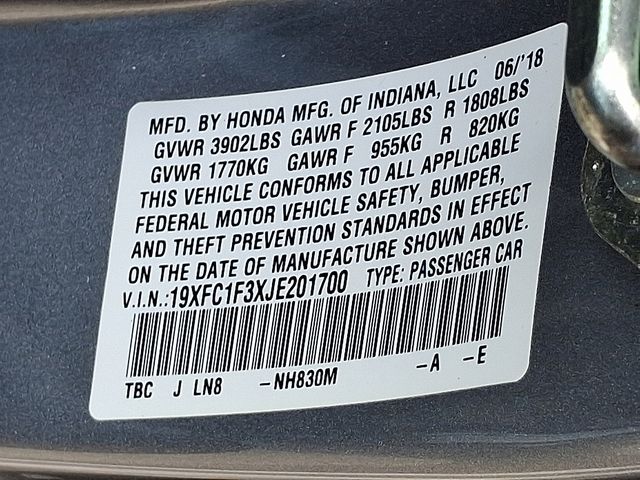 MFD. BY HONDA MFG. OF INDIANA, LLC 06/'18
GVWR 3902LBS GAWR F 2105LBS R 1808LBS
GVWR 1770KG GAWR F 955KG R 820KG
THIS VEHICLE CONFORMS TO ALL APPLICABLE
FEDERAL MOTOR VEHICLE SAFETY, BUMPER,
AND THEFT PREVENTION STANDARDS IN EFFECT
ON THE DATE OF MANUFACTURE SHOWN ABOVE.
V.I.N.:19XFC1F3XJE201700 TYPE: PASSENGER CAR
TBC J LN8 -NH830M -A -E